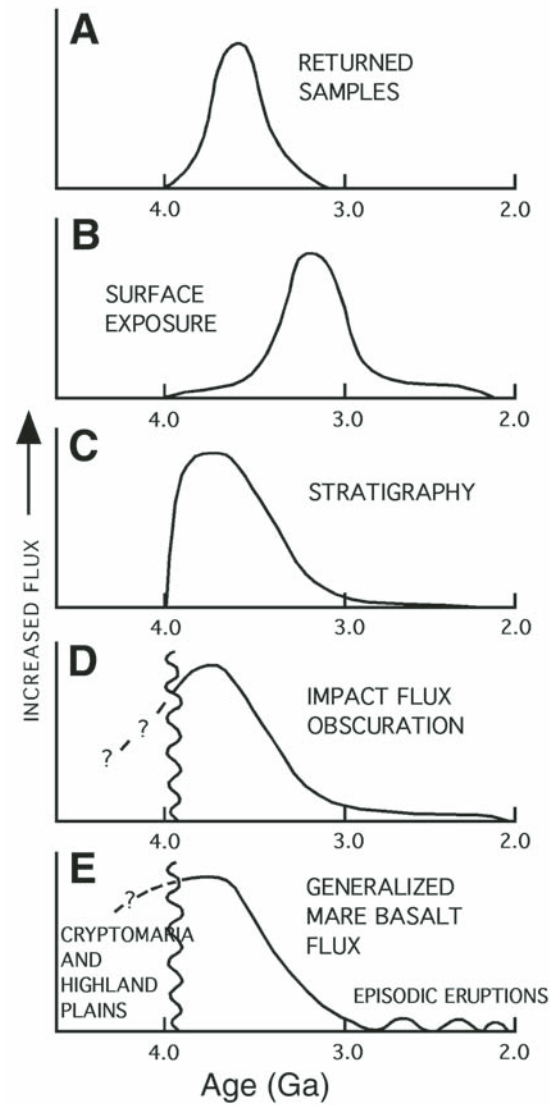 A
RETURNED
SAMPLES
4.0 3.0 2.0
B
SURFACE
EXPOSURE
4.0 3.0 2.0
C
STRATIGRAPHY
4.0 3.0 2.0
INCREASED FLUX
D
IMPACT FLUX
OBSCURATION
? ?
4.0 3.0 2.0
E
GENERALIZED
MARE BASALT
FLUX
?
CRYPTOMARIA
AND
HIGHLAND
PLAINS
EPISODIC ERUPTIONS
4.0 3.0 2.0
Age (Ga)